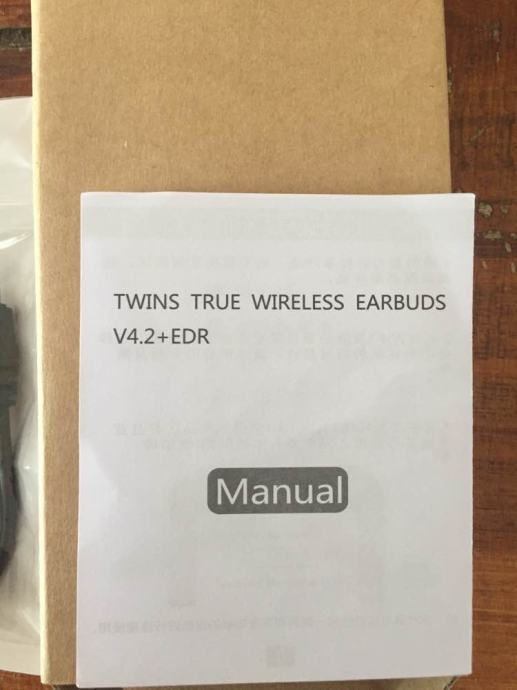 TWINS TRUE WIRELESS EARBUDS
V4.2+EDR
Manual